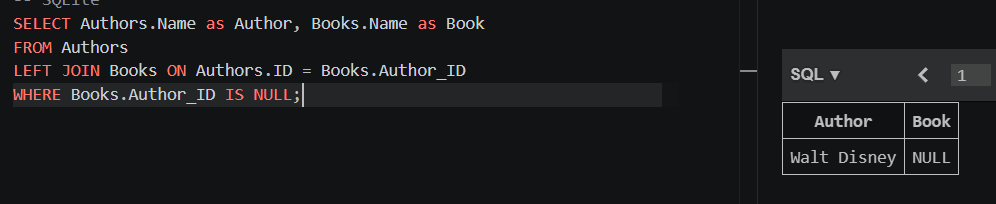 -- SQLite
SELECT Authors.Name as Author, Books.Name as Book
FROM Authors
LEFT JOIN Books ON Authors.ID = Books.Author_ID
WHERE Books.Author_ID IS NULL;
SQL ▼ < 1
Author Book
Walt Disney NULL